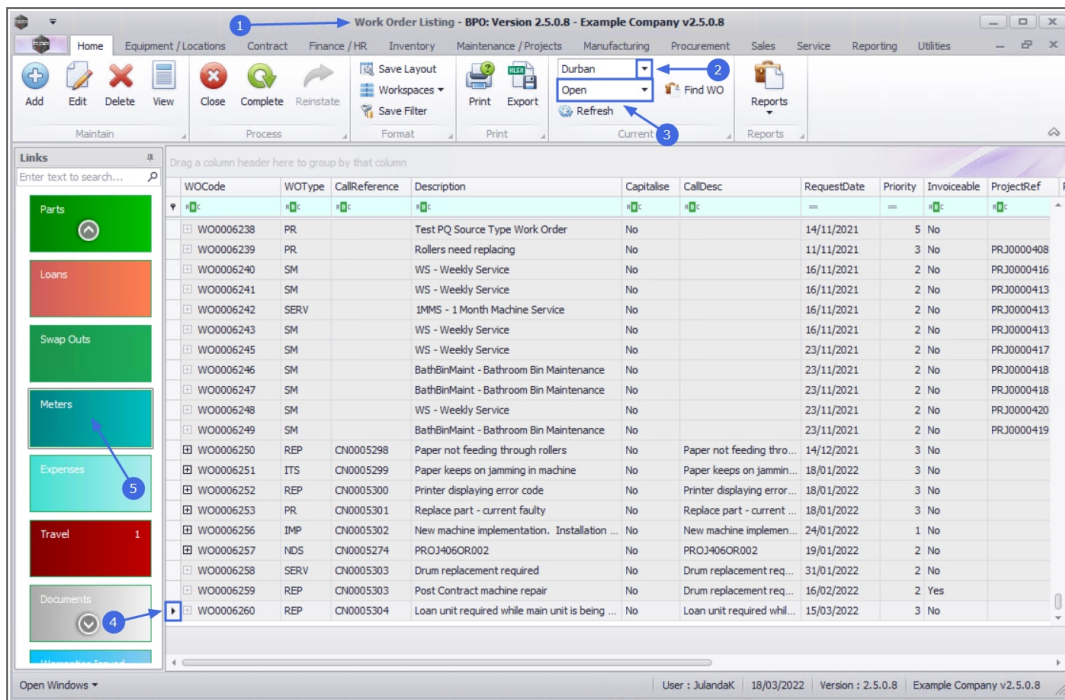 1
Work Order Listing - BPO: Version 2.5.0.8 - Example Company v2.5.0.8
Home Equipment / Locations Contract Finance / HR Inventory Maintenance / Projects Manufacturing Procurement Sales Service Reporting Utilities
Add Edit Delete View Close Complete Reinstate Save Layout Workspaces Save Filter Print Export Durban Open Refresh Find WO Reports
2
3
Maintain Process Format Print Current Reports
Links
Enter text to search...
Drag a column header here to group by that column
WOCode WOType CallReference Description Capitalise CallDesc RequestDate Priority Invoiceable ProjectRef
WO0006238 PR Test PQ Source Type Work Order No 14/11/2021 5 No
WO0006239 PR Rollers need replacing No 11/11/2021 3 No PRJ0000408
WO0006240 SM WS - Weekly Service No 16/11/2021 2 No PRJ0000416
WO0006241 SM WS - Weekly Service No 16/11/2021 2 No PRJ0000413
WO0006242 SERV 1MMS - 1 Month Machine Service No 16/11/2021 2 No PRJ0000413
WO0006243 SM WS - Weekly Service No 16/11/2021 2 No PRJ0000413
WO0006245 SM WS - Weekly Service No 23/11/2021 2 No PRJ0000417
WO0006246 SM BathBinMaint - Bathroom Bin Maintenance No 23/11/2021 2 No PRJ0000418
WO0006247 SM BathBinMaint - Bathroom Bin Maintenance No 23/11/2021 2 No PRJ0000418
WO0006248 SM WS - Weekly Service No 23/11/2021 2 No PRJ0000420
WO0006249 SM BathBinMaint - Bathroom Bin Maintenance No 23/11/2021 2 No PRJ0000419
WO0006250 REP CN0005298 Paper not feeding through rollers No Paper not feeding thro... 14/12/2021 3 No
WO0006251 ITS CN0005299 Paper keeps on jamming in machine No Paper keeps on jammin... 18/01/2022 3 No
WO0006252 REP CN0005300 Printer displaying error code No Printer displaying error... 18/01/2022 3 No
WO0006253 PR CN0005301 Replace part - current faulty No Replace part - current ... 18/01/2022 3 No
WO0006256 IMP CN0005302 New machine implementation. Installation ... No New machine implemen... 24/01/2022 1 No
WO0006257 NDS CN0005274 PROJ406OR002 No PROJ406OR002 19/01/2022 2 No
WO0006258 SERV CN0005303 Drum replacement required No Drum replacement req... 31/01/2022 2 No
WO0006259 REP CN0005303 Post Contract machine repair No Drum replacement req... 16/02/2022 2 Yes
WO0006260 REP CN0005304 Loan unit required while main unit is being ... No Loan unit required whil... 15/03/2022 3 No
Parts
Loans
Swap Outs
Meters
Expenses
5
Travel 1
Documents
4
Open Windows
User : JulandaK 18/03/2022 Version : 2.5.0.8 Example Company v2.5.0.8